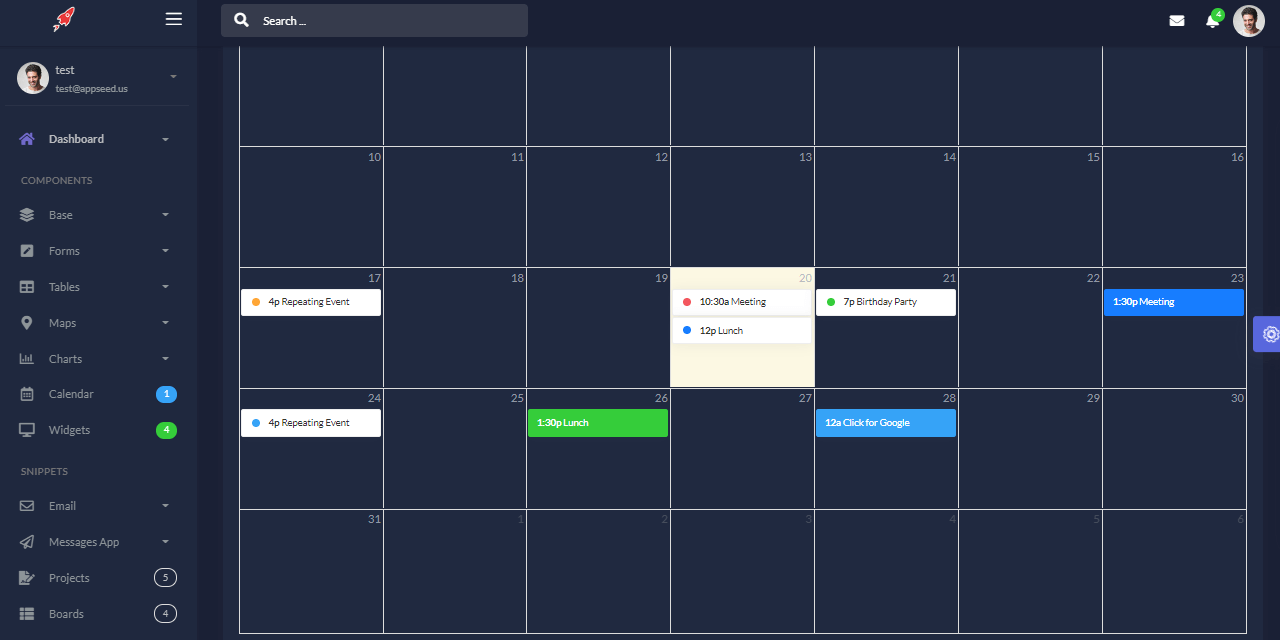 Search ...
4
test
test@appseed.us
Dashboard
COMPONENTS
Base
Forms
Tables
Maps
Charts
Calendar 1
Widgets 4
SNIPPETS
Email
Messages App
Projects 5
Boards 4
10 11 12 13 14 15 16
17 18 19 20 21 22 23
4p Repeating Event 10:30a Meeting 7p Birthday Party 1:30p Meeting
12p Lunch
24 25 26 27 28 29 30
4p Repeating Event 1:30p Lunch 12a Click for Google
31 1 2 3 4 5 6